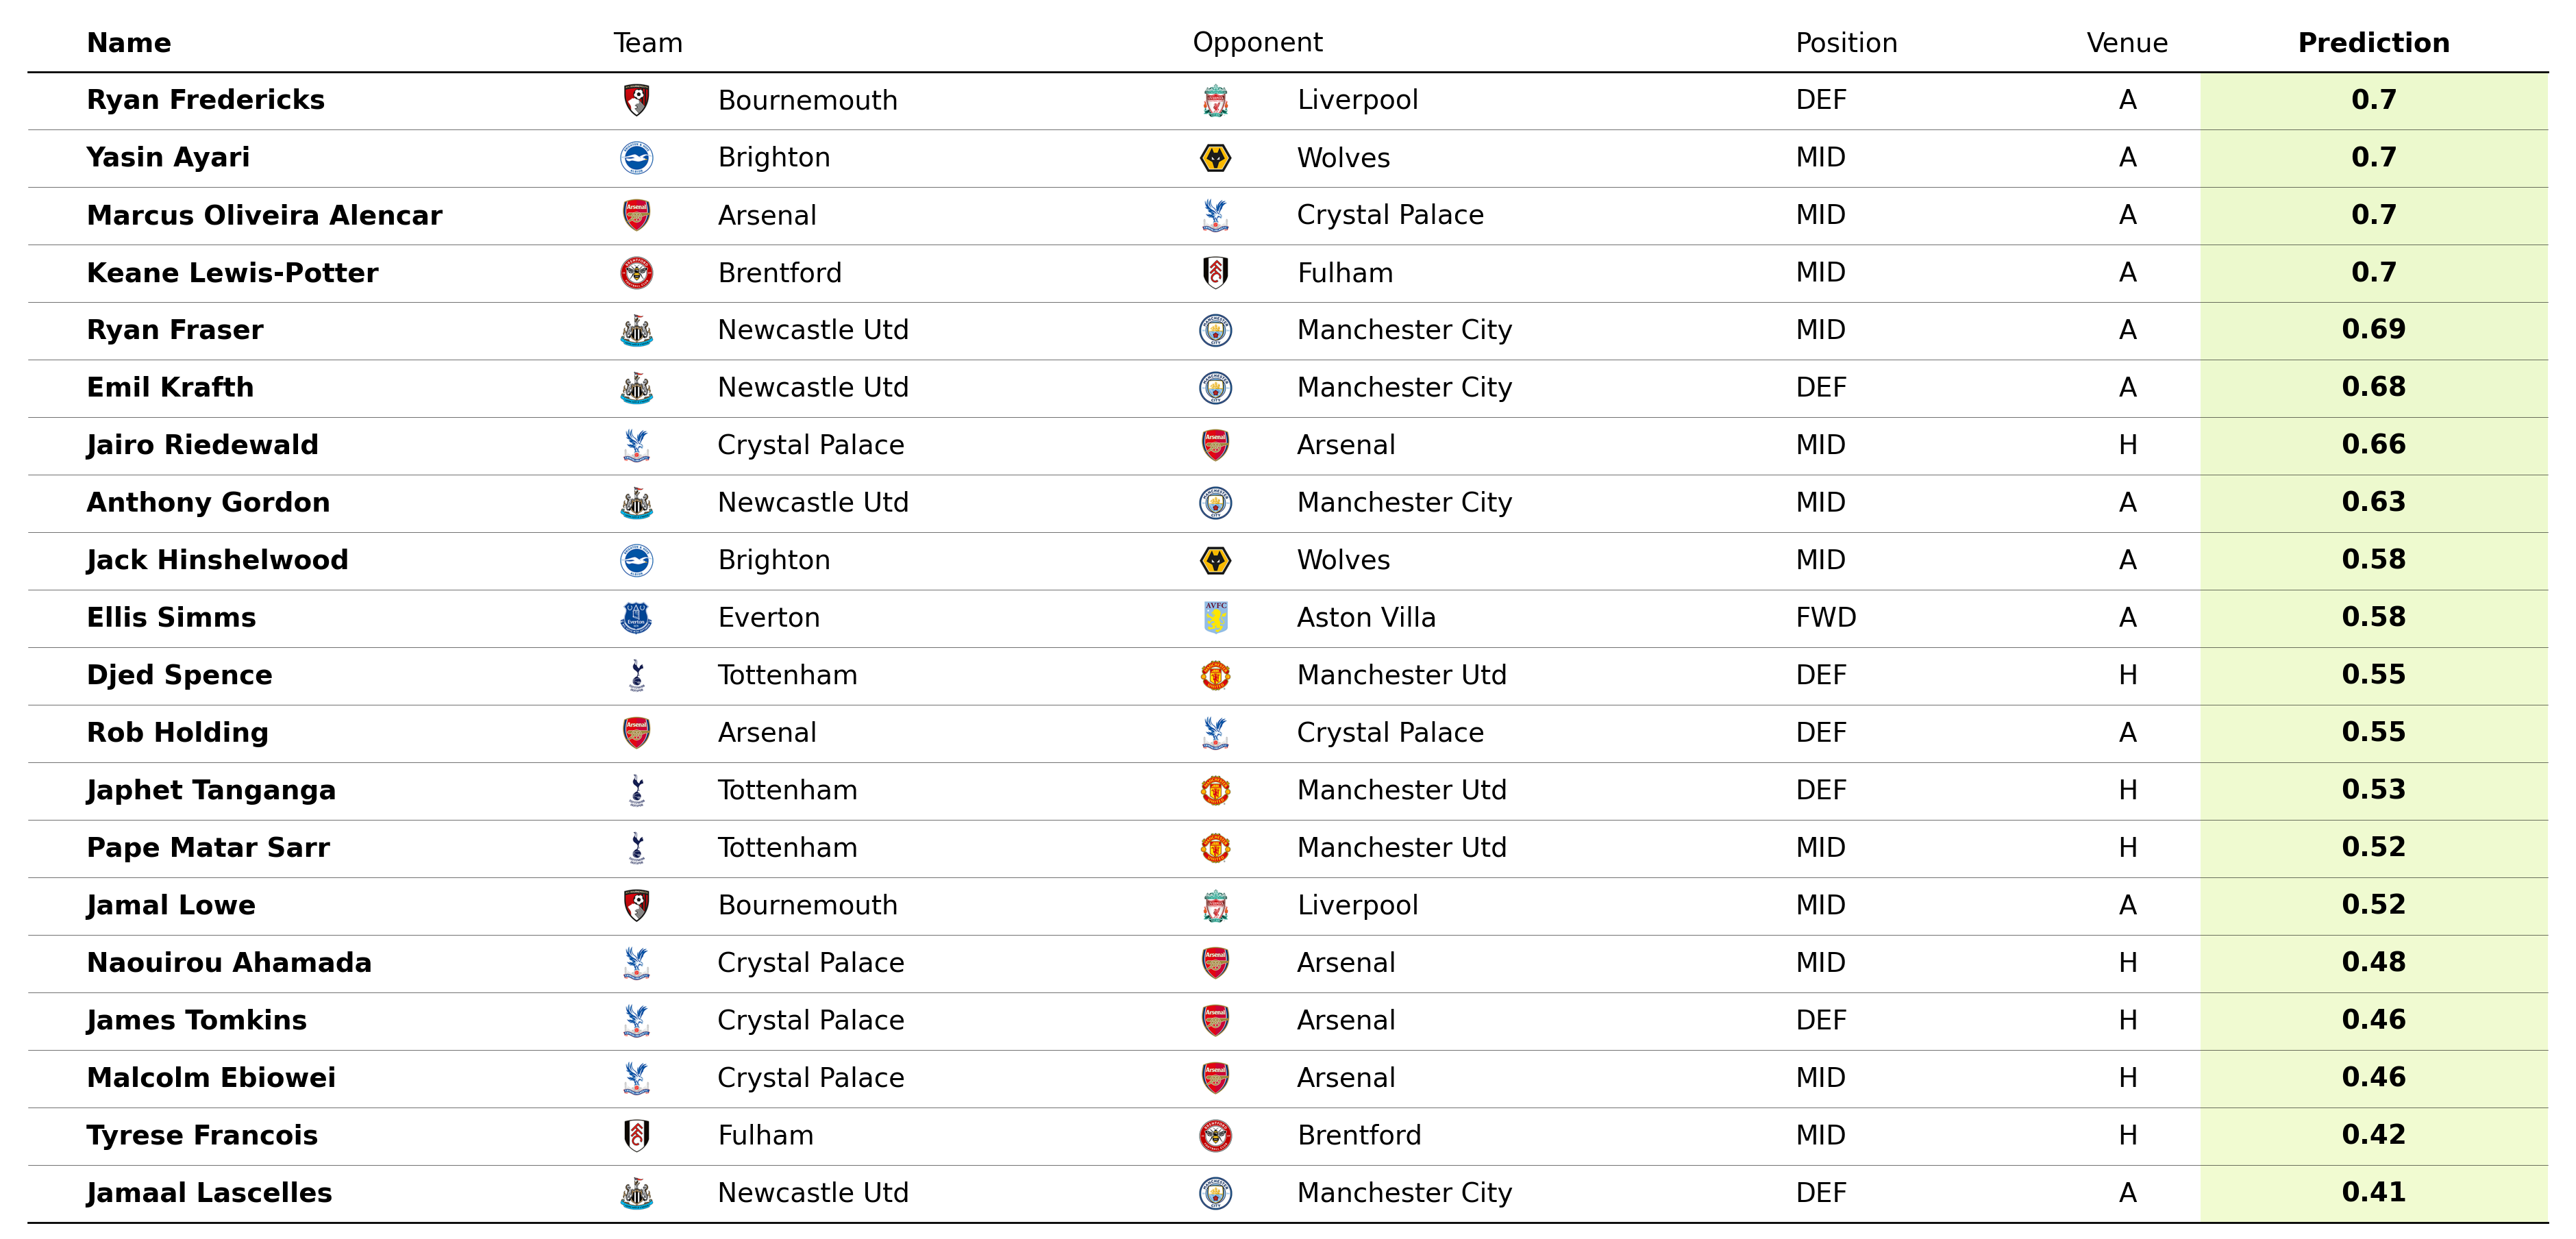 Name Team Opponent Position Venue Prediction
Ryan Fredericks Bournemouth Liverpool DEF A 0.7
Yasin Ayari Brighton Wolves MID A 0.7
Marcus Oliveira Alencar Arsenal Crystal Palace MID A 0.7
Keane Lewis-Potter Brentford Fulham MID A 0.7
Ryan Fraser Newcastle Utd Manchester City MID A 0.69
Emil Krafth Newcastle Utd Manchester City DEF A 0.68
Jairo Riedewald Crystal Palace Arsenal MID H 0.66
Anthony Gordon Newcastle Utd Manchester City MID A 0.63
Jack Hinshelwood Brighton Wolves MID A 0.58
Ellis Simms Everton Aston Villa FWD A 0.58
Djed Spence Tottenham Manchester Utd DEF H 0.55
Rob Holding Arsenal Crystal Palace DEF A 0.55
Japhet Tanganga Tottenham Manchester Utd DEF H 0.53
Pape Matar Sarr Tottenham Manchester Utd MID H 0.52
Jamal Lowe Bournemouth Liverpool MID A 0.52
Naouirou Ahamada Crystal Palace Arsenal MID H 0.48
James Tomkins Crystal Palace Arsenal DEF H 0.46
Malcolm Ebiowei Crystal Palace Arsenal MID H 0.46
Tyrese Francois Fulham Brentford MID H 0.42
Jamaal Lascelles Newcastle Utd Manchester City DEF A 0.41